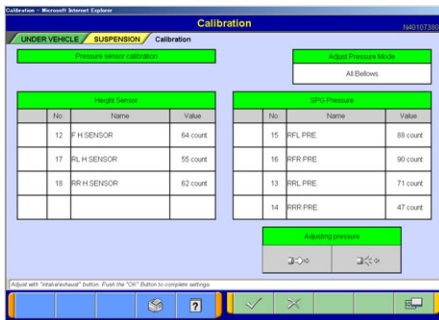 Calibration - Microsoft Internet Explorer
Calibration
N40107380
UNDER VEHICLE SUSPENSION Calibration
Pressure sensor calibration
Adjust Pressure Mode
All Bellows
Height Sensor
No. Name Value
12 F H.SENSOR 64 count
17 RL H.SENSOR 55 count
18 RR H.SENSOR 62 count
SPG Pressure
No. Name Value
15 RFL PRE. 88 count
16 RFR PRE. 90 count
13 RRL PRE. 71 count
14 RRR PRE. 47 count
Adjusting pressure
Adjust with "intake/exhaust" button. Push the "OK" Button to complete settings.
?